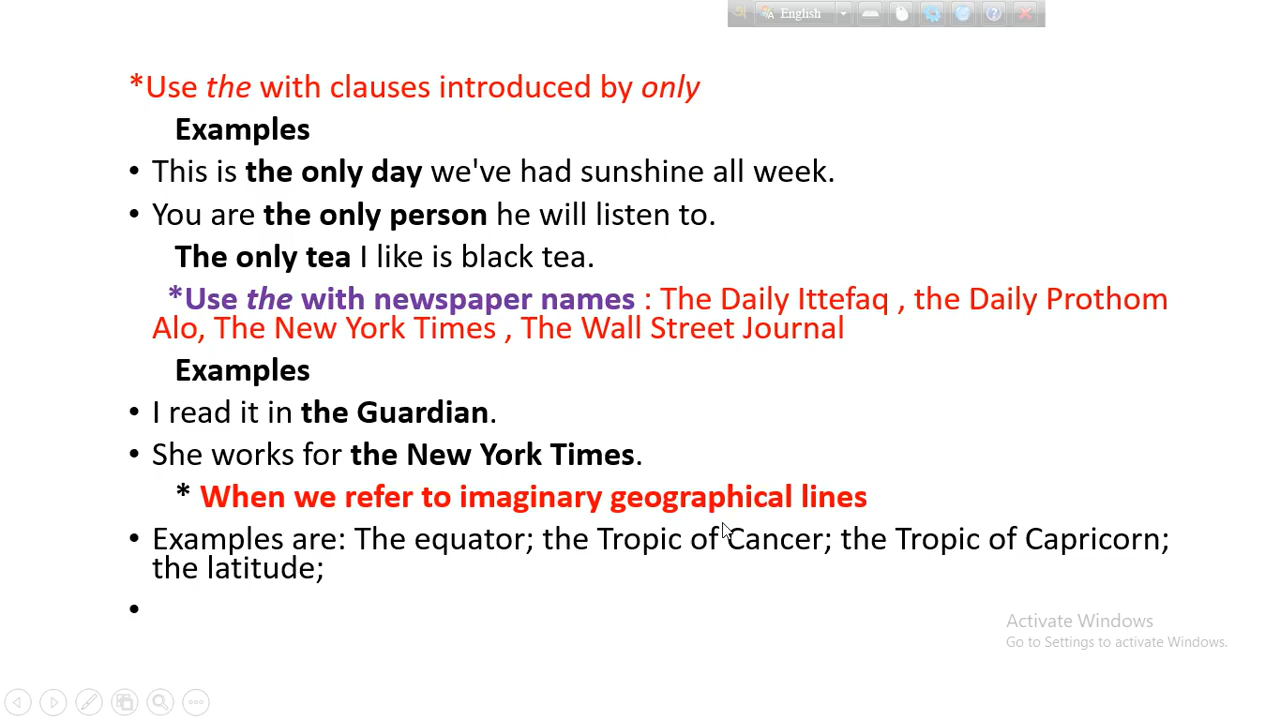 English
*Use the with clauses introduced by only
Examples
• This is the only day we've had sunshine all week.
• You are the only person he will listen to.
The only tea I like is black tea.
*Use the with newspaper names : The Daily Ittefaq , the Daily Prothom
Alo, The New York Times , The Wall Street Journal
Examples
• I read it in the Guardian.
• She works for the New York Times.
* When we refer to imaginary geographical lines
• Examples are: The equator; the Tropic of Cancer; the Tropic of Capricorn;
the latitude;
•
Activate Windows
Go to Settings to activate Windows.